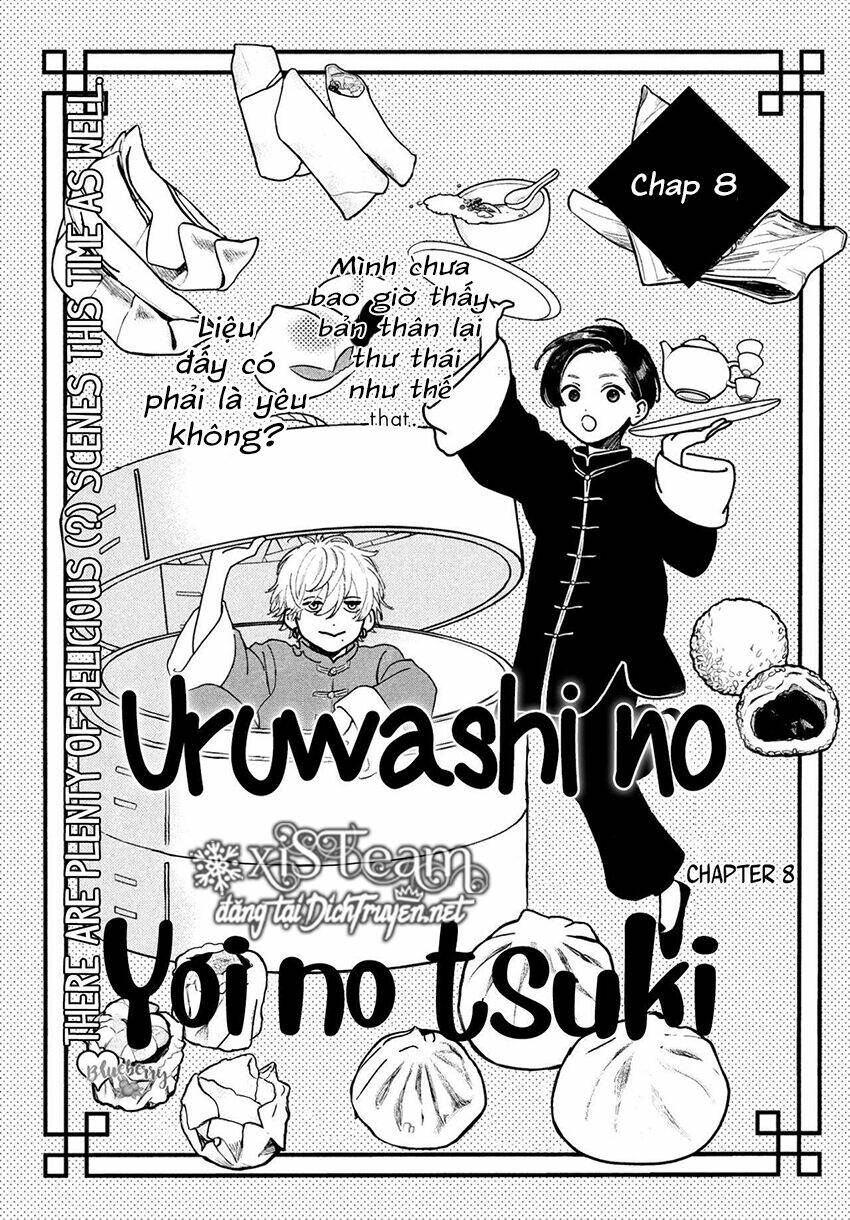 Chap 8
Mình chưa
bao giờ thấy
bản thân lại
thư thái
như thế
that...
Liệu
đấy có
phải là yêu
không?
THERE ARE PLENTY OF DELICIOUS (?) SCENES THIS TIME AS WELL.
Uruwashi no
xiSTeam
đăng tại DichTruyen.net
CHAPTER 8
Yoi no tsuki
Blueberry